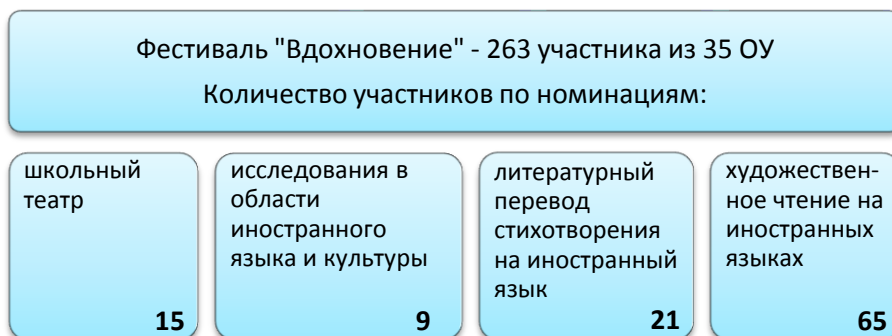 Фестиваль "Вдохновение" - 263 участника из 35 ОУ
Количество участников по номинациям:
школьный
театр
15
исследования в
области
иностранного
языка и культуры
9
литературный
перевод
стихотворения
на иностранный
язык
21
художествен-
ное чтение на
иностранных
языках
65